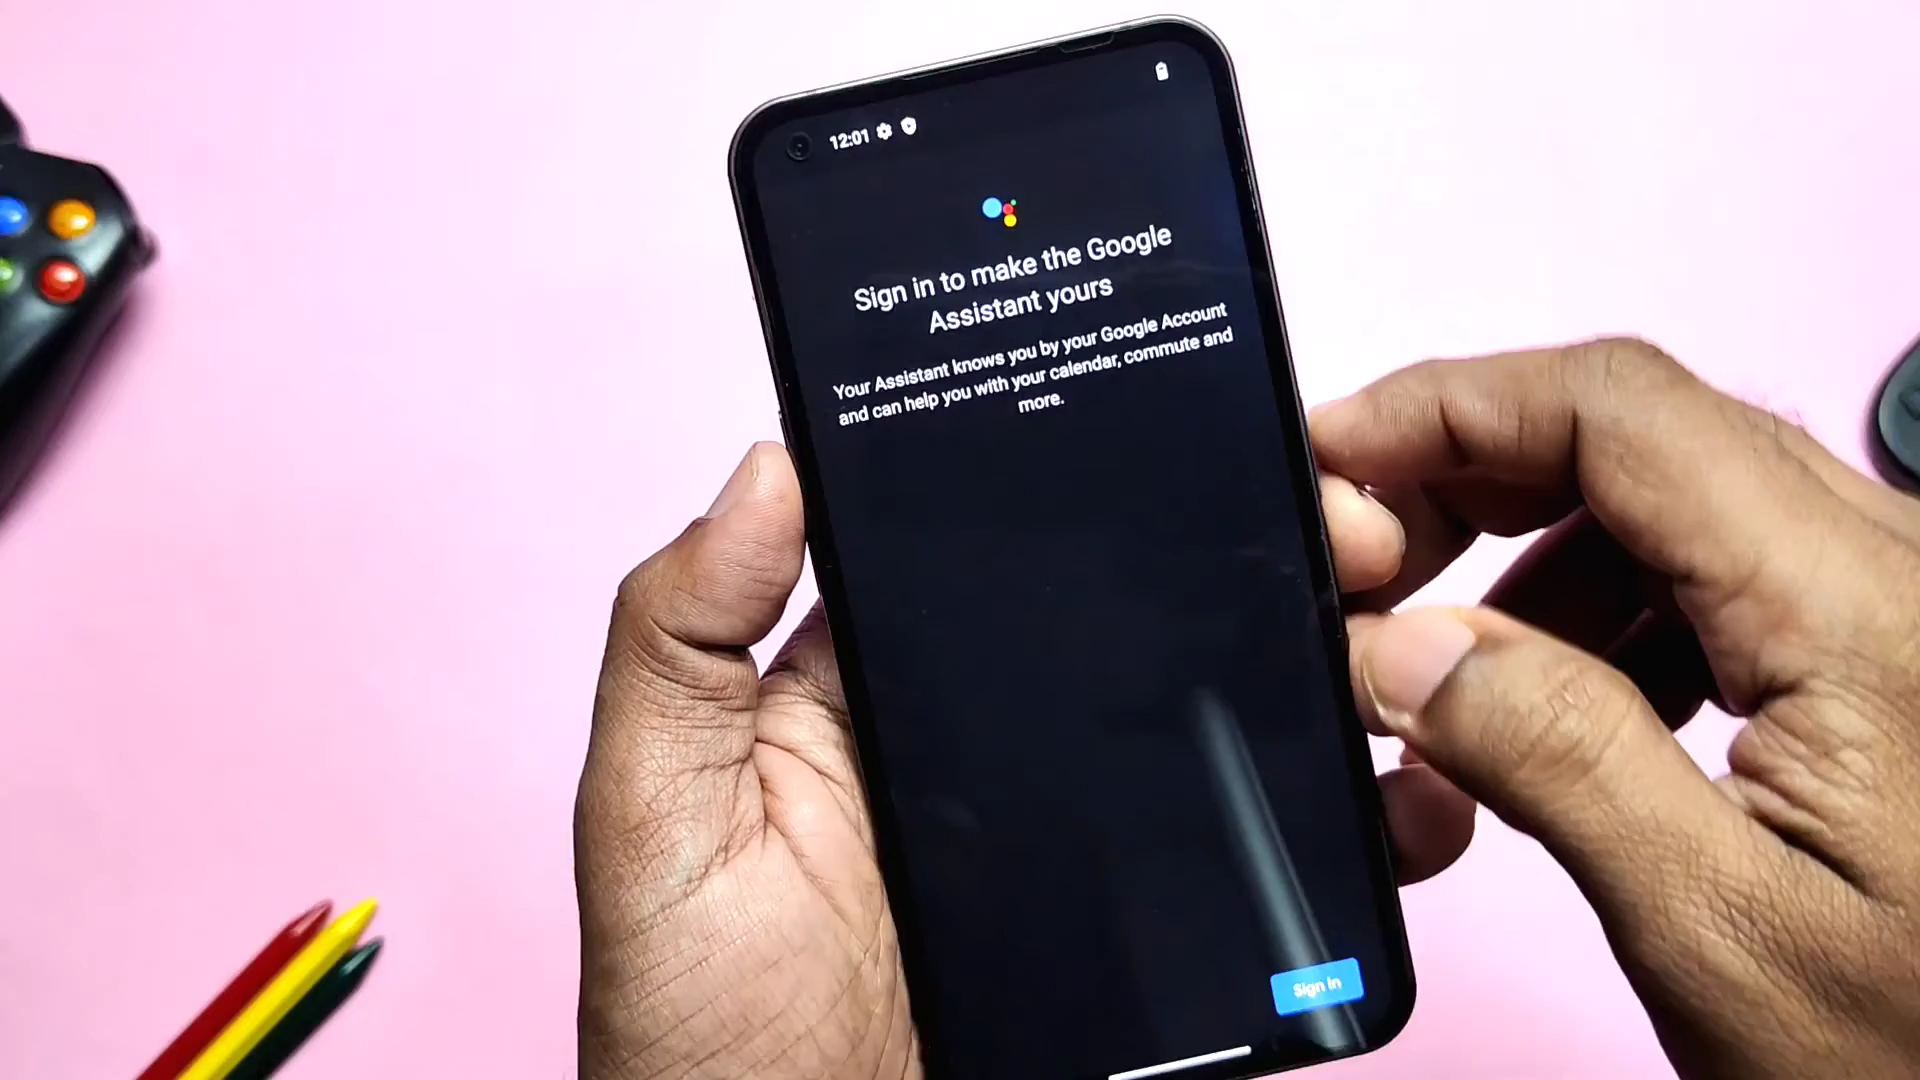 12:01
Sign in to make the Google
Assistant yours
Your Assistant knows you by your Google Account
and can help you with your calendar, commute and
more.
Sign in